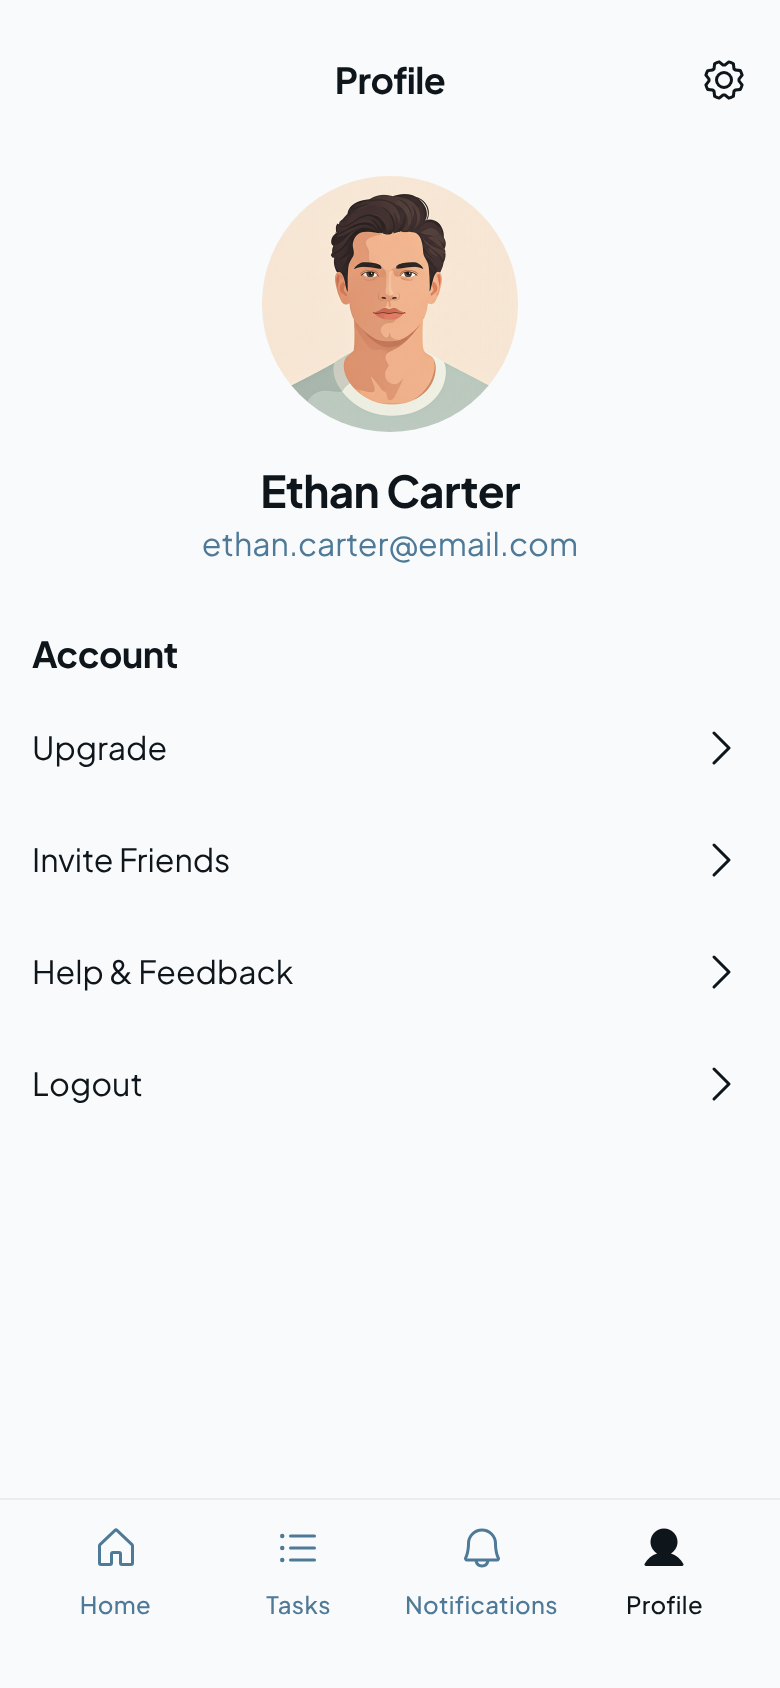 Profile
Ethan Carter
ethan.carter@email.com
Account
Upgrade
Invite Friends
Help & Feedback
Logout
Home
Tasks
Notifications
Profile